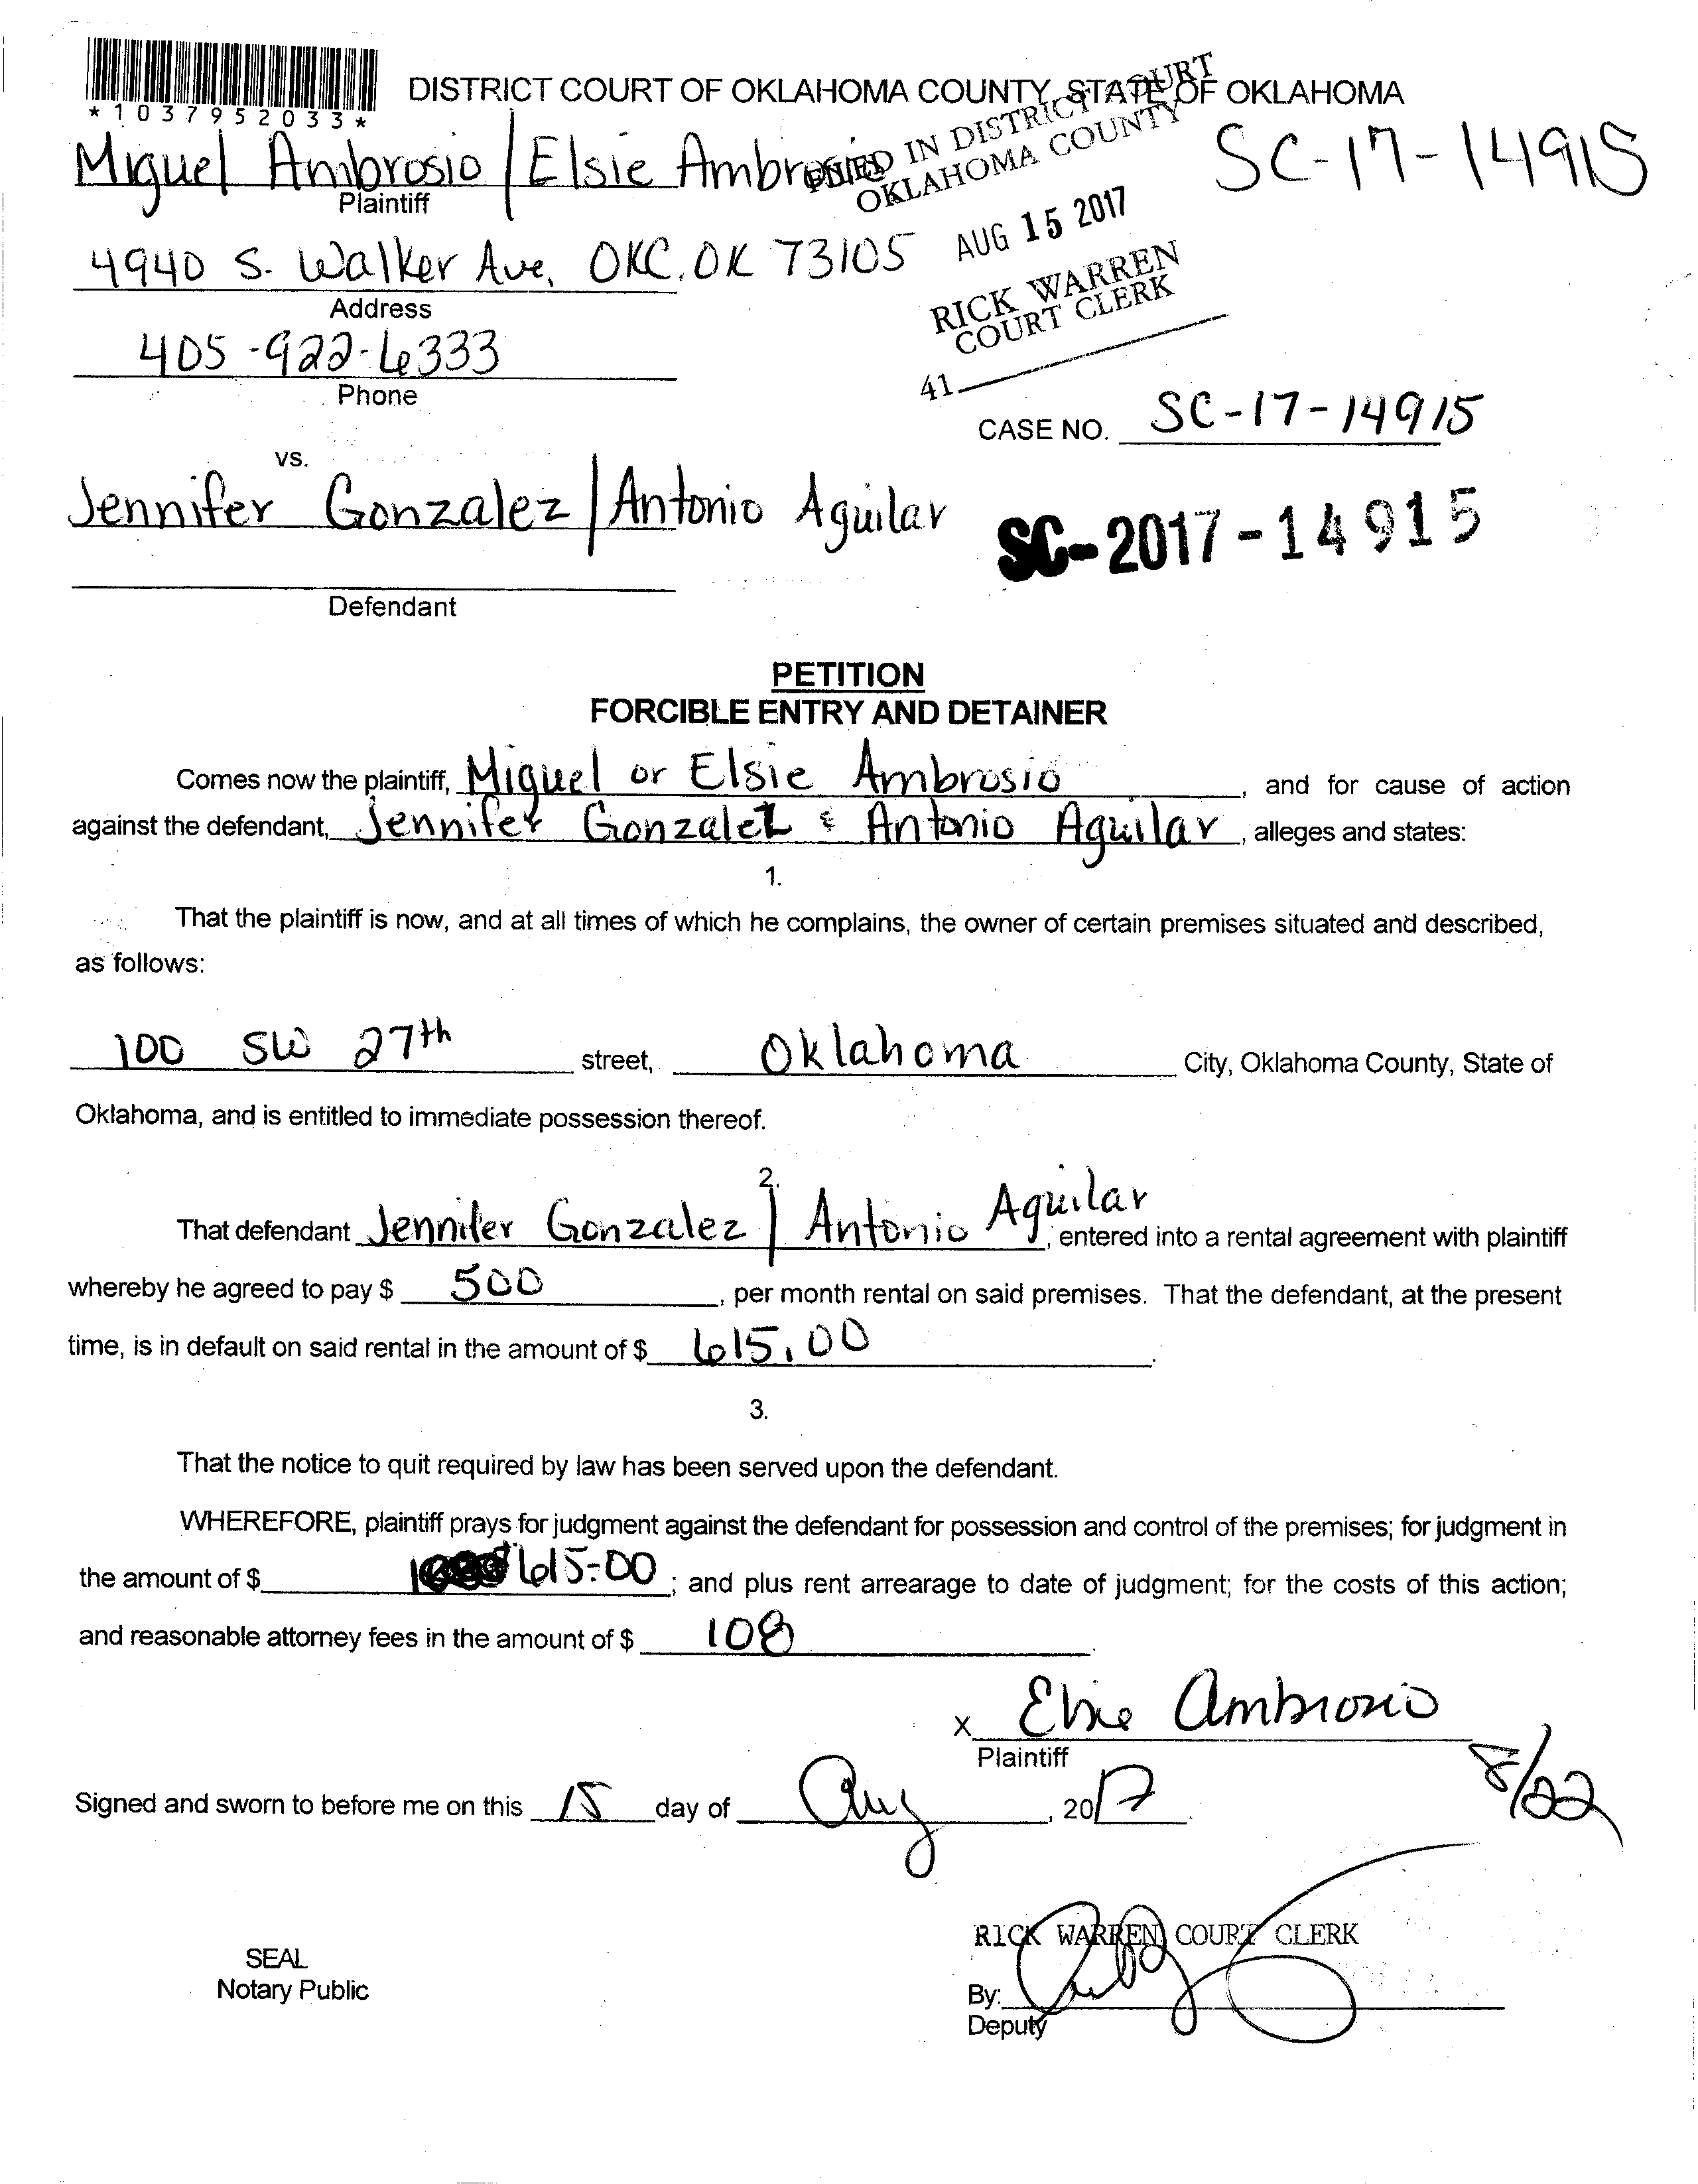 DISTRICT COURT OF OKLAHOMA COUNTY, STATE OF OKLAHOMA
*1037952033*
FILED IN DISTRICT COURT
OKLAHOMA COUNTY
AUG 15 2017
RICK WARREN
COURT CLERK
41
SC-17-14915
Miguel Ambrosio / Elsie Ambrosio
Plaintiff
4940 S. Walker Ave, OKC, OK 73105
Address
405-922-6333
Phone
CASE NO. SC-17-14915
vs.
Jennifer Gonzalez / Antonio Aguilar
SC-2017-14915
Defendant
PETITION
FORCIBLE ENTRY AND DETAINER
Comes now the plaintiff, Miguel or Elsie Ambrosio, and for cause of action
against the defendant, Jennifer Gonzalez & Antonio Aguilar, alleges and states:
1.
That the plaintiff is now, and at all times of which he complains, the owner of certain premises situated and described,
as follows:
100 SW 27th street, Oklahoma City, Oklahoma County, State of
Oklahoma, and is entitled to immediate possession thereof.
2.
That defendant Jennifer Gonzalez / Antonio Aguilar, entered into a rental agreement with plaintiff
whereby he agreed to pay $ 500, per month rental on said premises. That the defendant, at the present
time, is in default on said rental in the amount of $ 615.00.
3.
That the notice to quit required by law has been served upon the defendant.
WHEREFORE, plaintiff prays for judgment against the defendant for possession and control of the premises; for judgment in
the amount of $ 615.00; and plus rent arrearage to date of judgment; for the costs of this action;
and reasonable attorney fees in the amount of $ 108.
x Elsie Ambrosio
Plaintiff
8/22
Signed and sworn to before me on this 15 day of Aug, 2017.
RICK WARREN COURT CLERK
SEAL
Notary Public
By:
Deputy